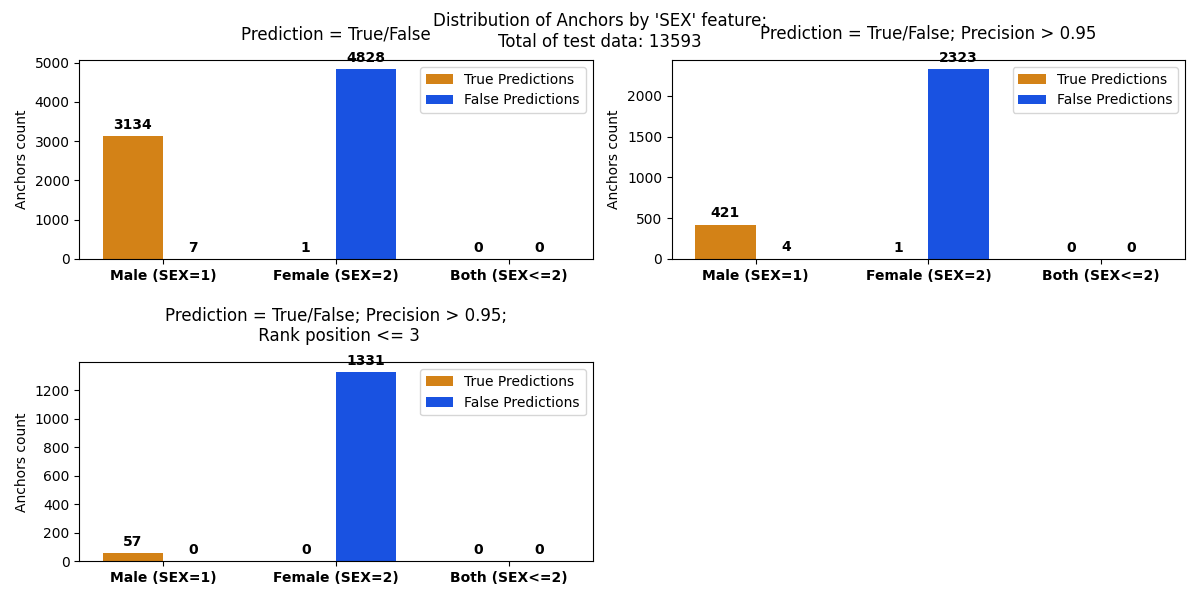 Distribution of Anchors by 'SEX' feature;
Total of test data: 13593
Prediction = True/False
Anchors count
5000
4000
3000
2000
1000
0
3134
7
1
4828
0
0
True Predictions
False Predictions
Male (SEX=1)
Female (SEX=2)
Both (SEX<=2)
Prediction = True/False; Precision > 0.95
Anchors count
2000
1500
1000
500
0
421
4
1
2323
0
0
True Predictions
False Predictions
Male (SEX=1)
Female (SEX=2)
Both (SEX<=2)
Prediction = True/False; Precision > 0.95;
Rank position <= 3
Anchors count
1200
1000
800
600
400
200
0
57
0
0
1331
0
0
True Predictions
False Predictions
Male (SEX=1)
Female (SEX=2)
Both (SEX<=2)